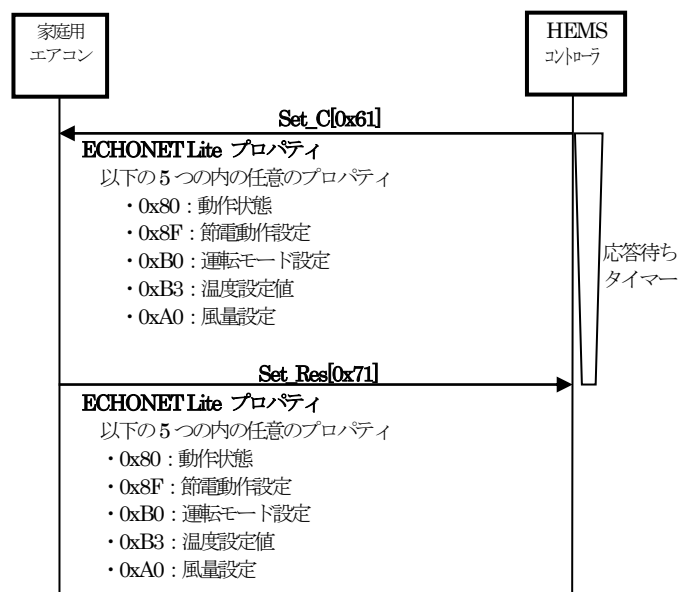 家庭用
エアコン
HEMS
コントローラ
Set_C[0x61]
ECHONET Lite プロパティ
以下の5つの内の任意のプロパティ
・0x80：動作状態
・0x8F：節電動作設定
・0xB0：運転モード設定
・0xB3：温度設定値
・0xA0：風量設定
応答待ち
タイマー
Set_Res[0x71]
ECHONET Lite プロパティ
以下の5つの内の任意のプロパティ
・0x80：動作状態
・0x8F：節電動作設定
・0xB0：運転モード設定
・0xB3：温度設定値
・0xA0：風量設定